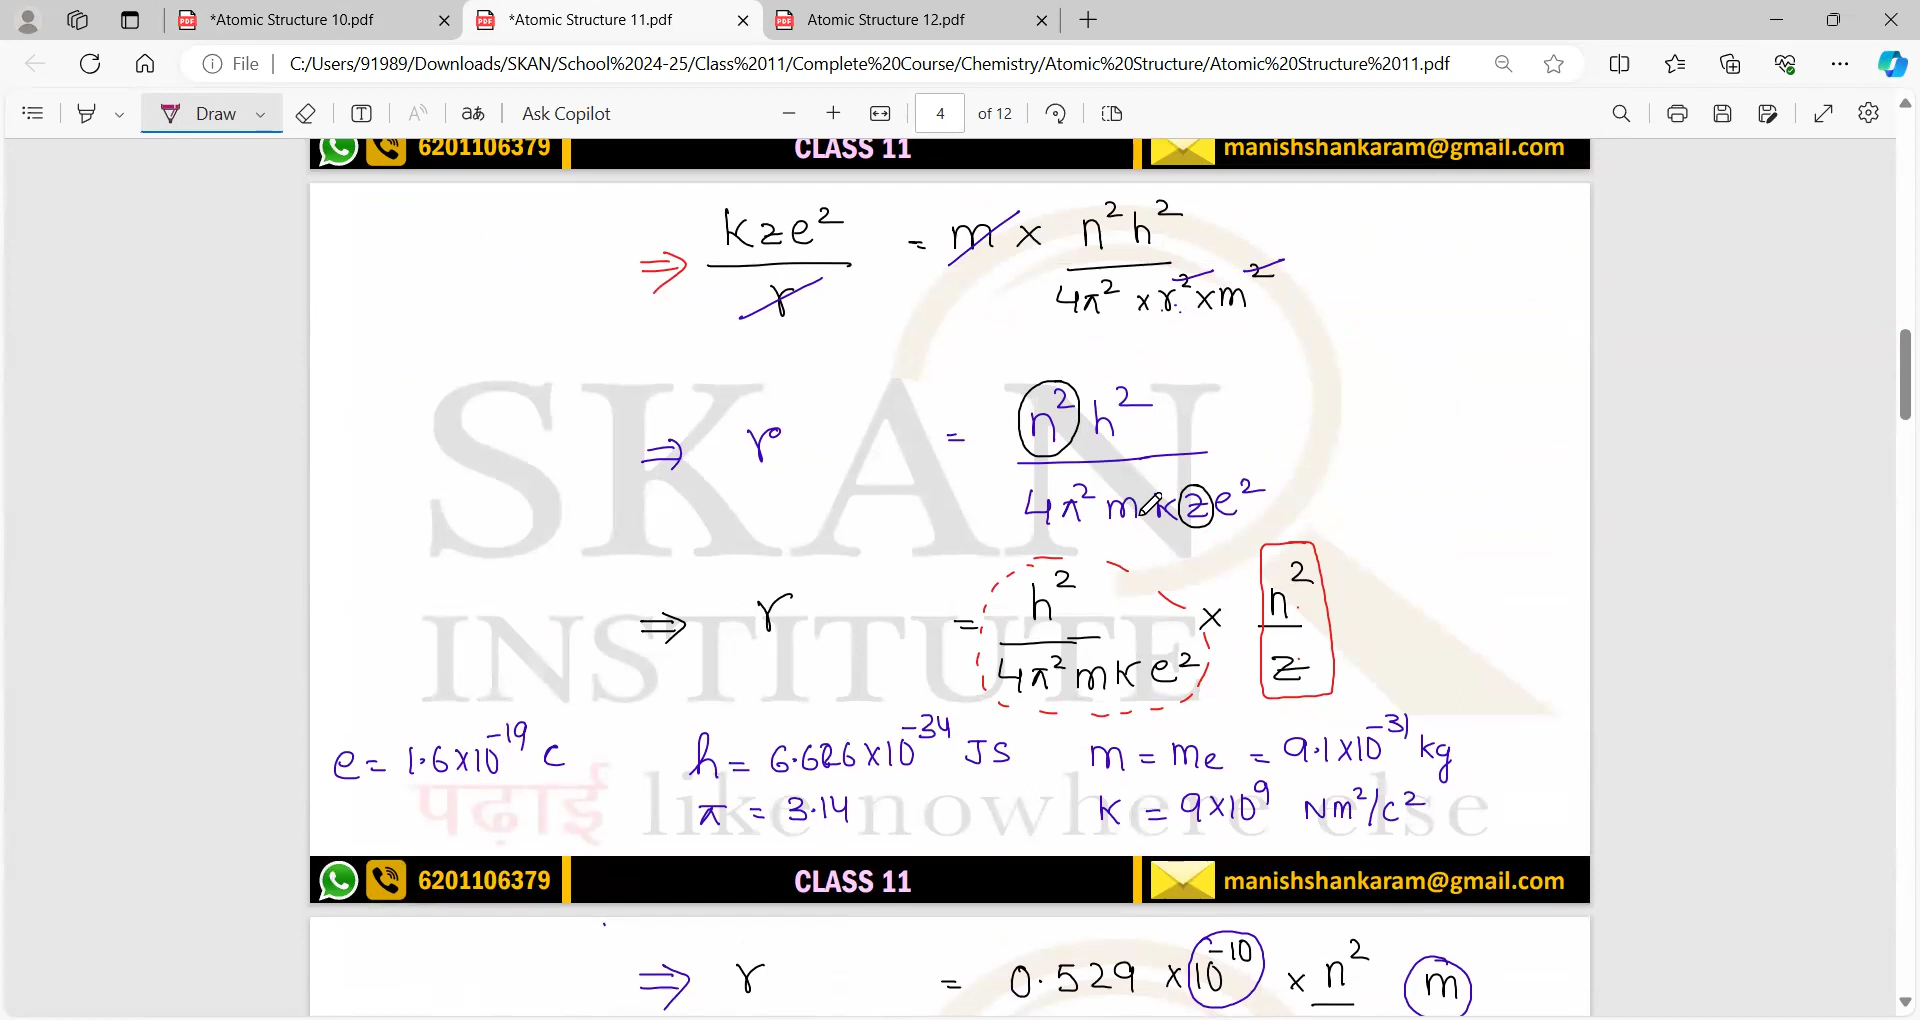 *Atomic Structure 10.pdf
*Atomic Structure 11.pdf
Atomic Structure 12.pdf
File
C:/Users/91989/Downloads/SKAN/School%2024-25/Class%2011/Complete%20Course/Chemistry/Atomic%20Structure/Atomic%20Structure%2011.pdf
Draw
Ask Copilot
4 of 12
6201106379 CLASS 11 manishshankaram@gmail.com
⇒ kze²/r = m × n²h²/4π² × r² × m²
⇒ r = n²h²/4π²mkze²
⇒ r = h²/4π²mke² × n²/z
SKAN
INSTITUTE
e = 1.6×10⁻¹⁹ C h = 6.626×10⁻³⁴ JS m = me = 9.1×10⁻³¹ kg
π = 3.14 K = 9×10⁹ Nm²/c²
पढ़ाई like nowhere else
6201106379 CLASS 11 manishshankaram@gmail.com
⇒ r = 0.529 × 10⁻¹⁰ × n² m